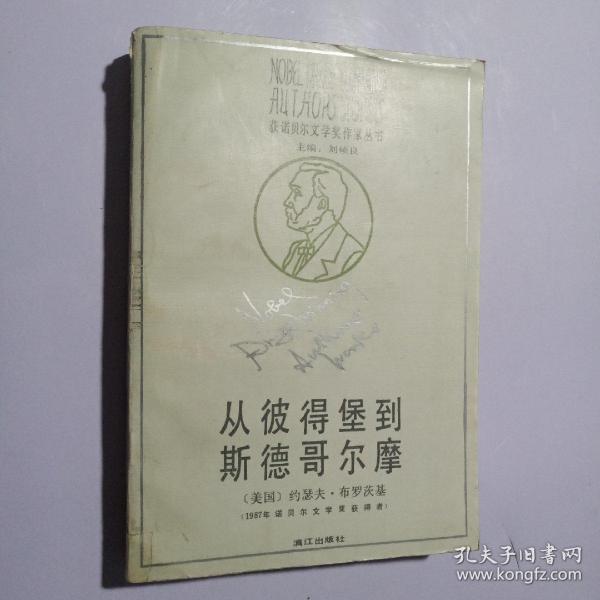 NOBEL
AUTHORS
获诺贝尔文学奖作家丛书
主编：刘硕良
Nobel
从彼得堡到
斯德哥尔摩
〔美国〕约瑟夫·布罗茨基
(1987年诺贝尔文学奖获得者)
漓江出版社
孔夫子旧书网
www.kongfz.com